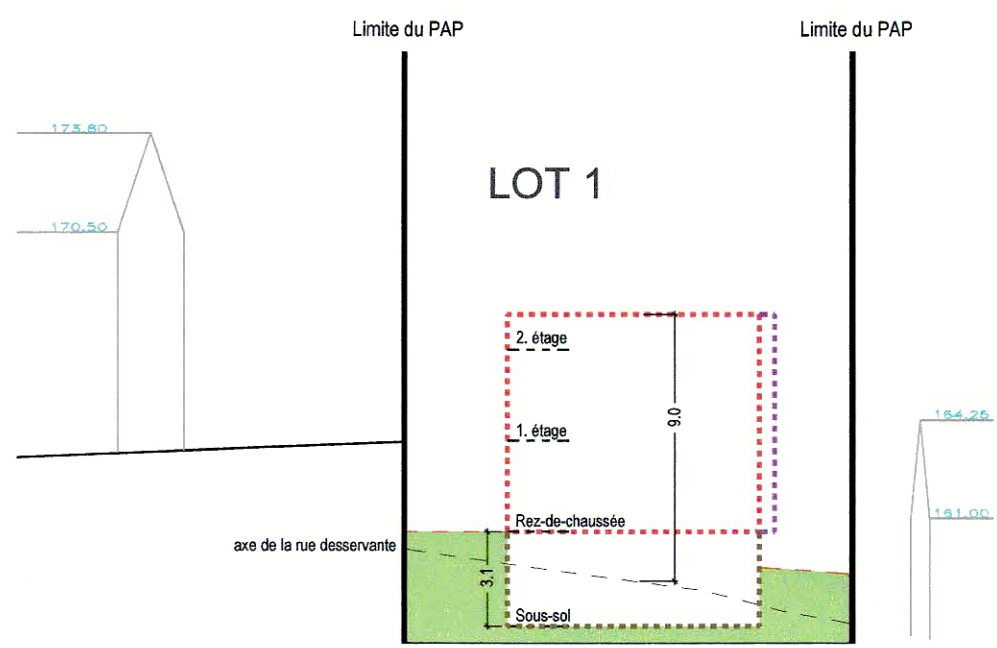 Limite du PAP
Limite du PAP
173.80
LOT 1
170.50
2. étage
9.0
164.25
1. étage
161.00
Rez-de-chaussée
axe de la rue desservante
3.1
Sous-sol